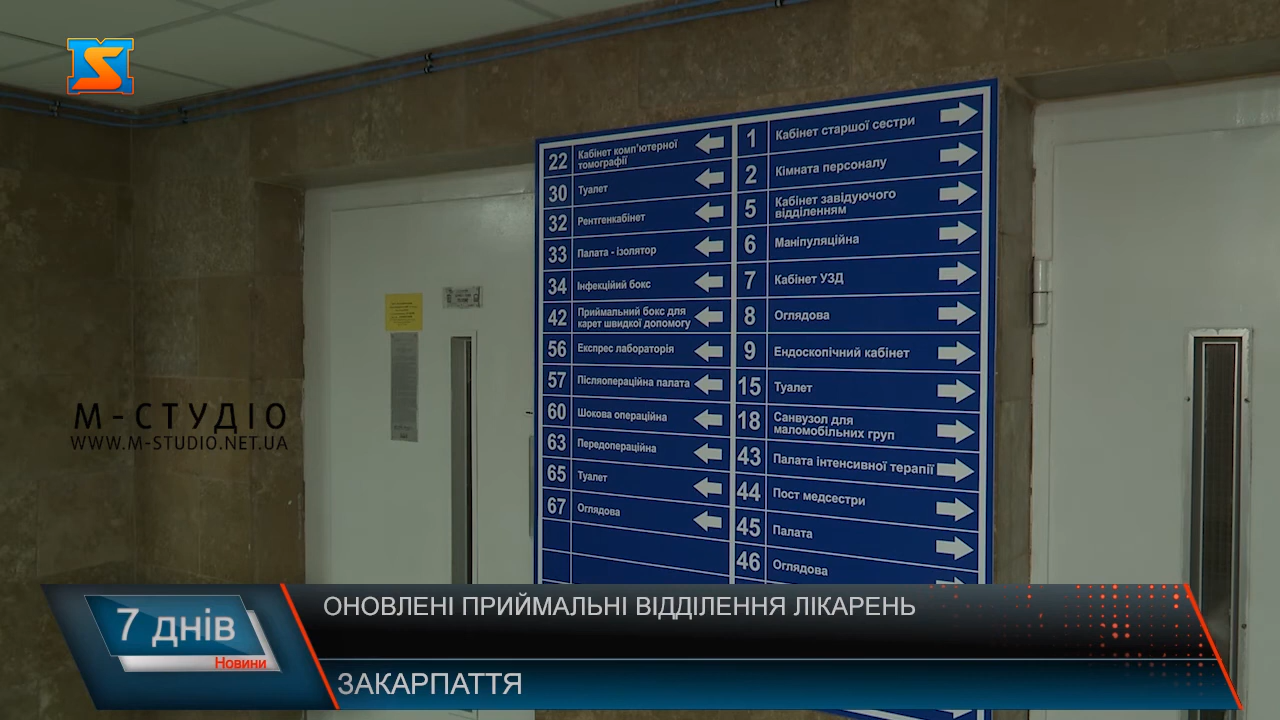 22 Кабінет комп'ютерної
томографії
30 Туалет
32 Рентгенкабінет
33 Палата - ізолятор
34 Інфекційй бокс
42 Приймальний бокс для
карет швидкої допомогу
56 Експрес лабораторія
57 Післяопераційна палата
60 Шокова операційна
63 Передопераційна
65 Туалет
67 Оглядова
1 Кабінет старшої сестри
2 Кімната персоналу
5 Кабінет завідуючого
відділенням
6 Маніпуляційна
7 Кабінет УЗД
8 Оглядова
9 Ендоскопічний кабінет
15 Туалет
18 Санвузол для
маломобільних груп
43 Палата інтенсивної терапії
44 Пост медсестри
45 Палата
46 Оглядова
М-СТУДІО
WWW.M-STUDIO.NET.UA
7 днів
Новини
ОНОВЛЕНІ ПРИЙМАЛЬНІ ВІДДІЛЕННЯ ЛІКАРЕНЬ
ЗАКАРПАТТЯ